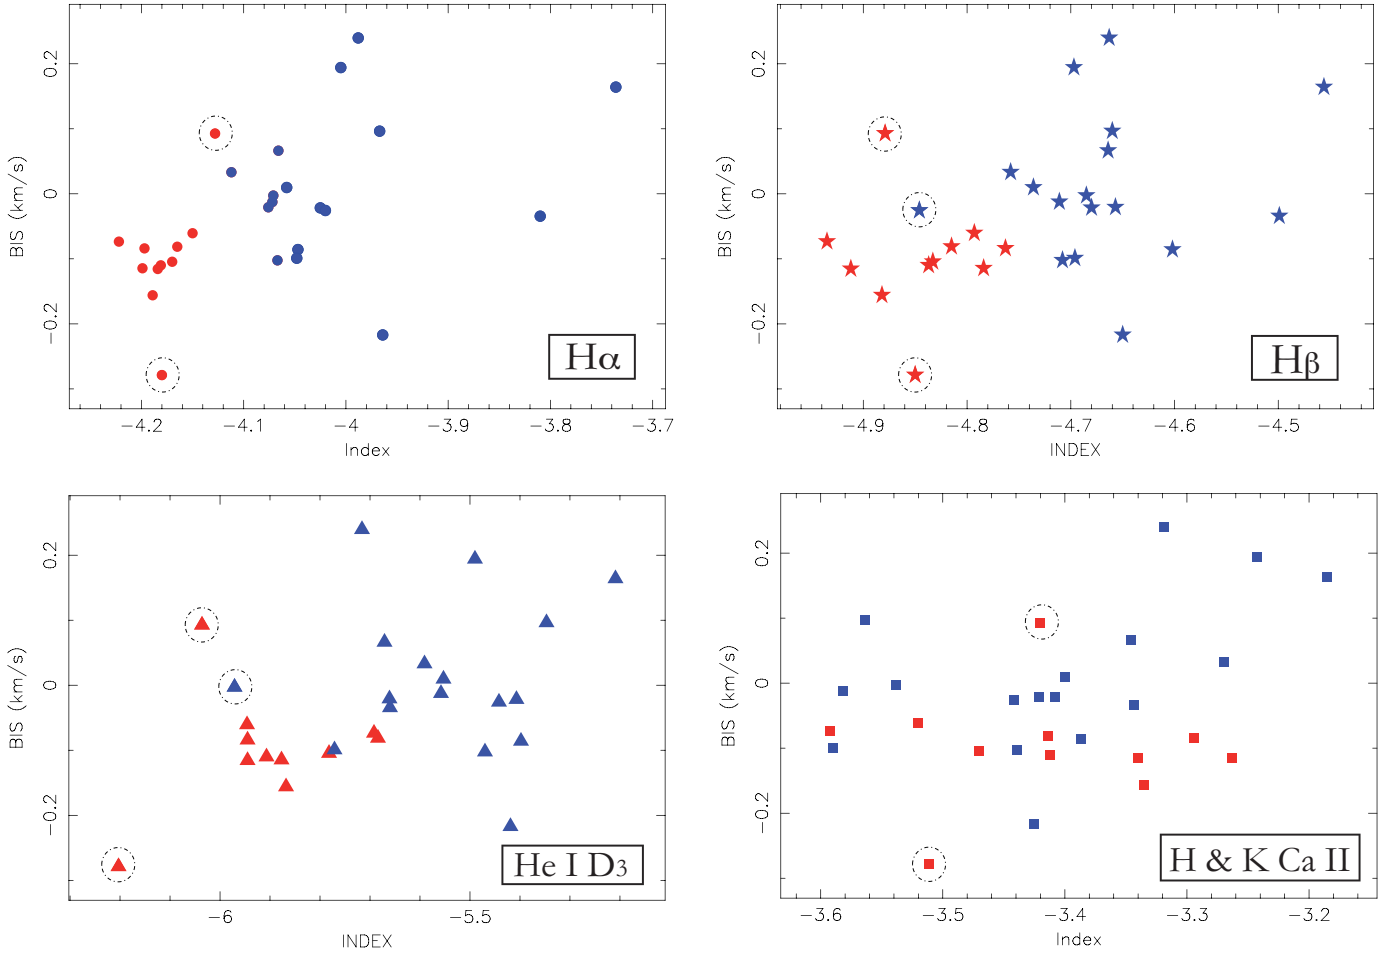 BIS (km/s)
0.2
0
−0.2
Hα
−4.2 −4.1 −4 −3.9 −3.8 −3.7
Index
BIS (km/s)
0.2
0
−0.2
Hβ
−4.9 −4.8 −4.7 −4.6 −4.5
INDEX
BIS (km/s)
0.2
0
−0.2
He I D3
−6 −5.5
INDEX
BIS (km/s)
0.2
0
−0.2
H & K Ca II
−3.6 −3.5 −3.4 −3.3 −3.2
Index